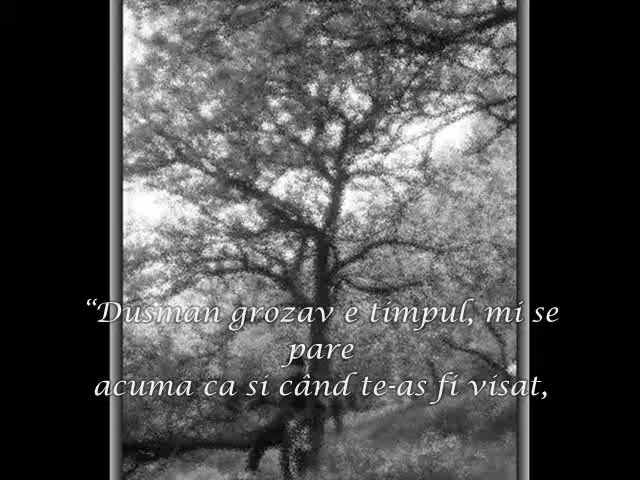 “Dusman grozav e timpul, mi se
pare
acuma ca si când te-as fi visat,